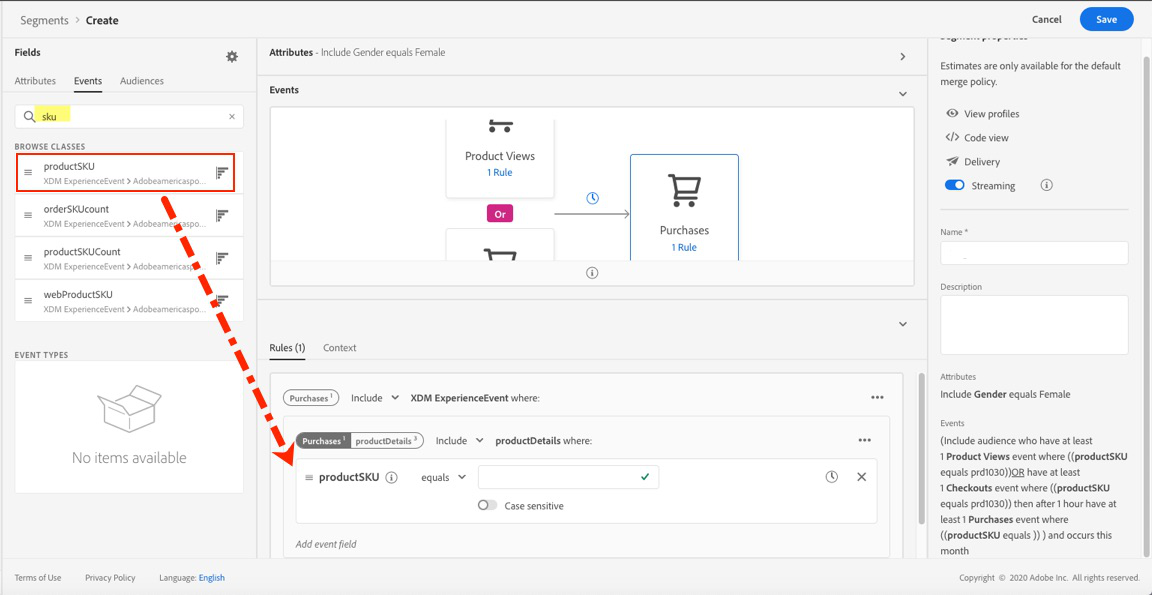 Segments > Create
Cancel
Save
Fields
Attributes
Events
Audiences
sku
BROWSE CLASSES
productSKU
XDM ExperienceEvent > Adobeamericaspo...
orderSKUcount
XDM ExperienceEvent > Adobeamericaspo...
productSKUCount
XDM ExperienceEvent > Adobeamericaspo...
webProductSKU
XDM ExperienceEvent > Adobeamericaspo...
EVENT TYPES
No items available
Attributes - Include Gender equals Female
Events
Product Views
1 Rule
Or
Purchases
1 Rule
Rules (1)
Context
Purchases 1
Include
XDM ExperienceEvent where:
Purchases 1
productDetails 3
Include
productDetails where:
productSKU
equals
Case sensitive
Add event field
Segment properties
Estimates are only available for the default
merge policy.
View profiles
</> Code view
Delivery
Streaming
Name *
Description
Attributes
Include Gender equals Female
Events
(Include audience who have at least
1 Product Views event where ((productSKU
equals prd1030))OR have at least
1 Checkouts event where ((productSKU
equals prd1030)) then after 1 hour have at
least 1 Purchases event where
((productSKU equals )) ) and occurs this
month
Terms of Use
Privacy Policy
Language: English
Copyright © 2020 Adobe Inc. All rights reserved.